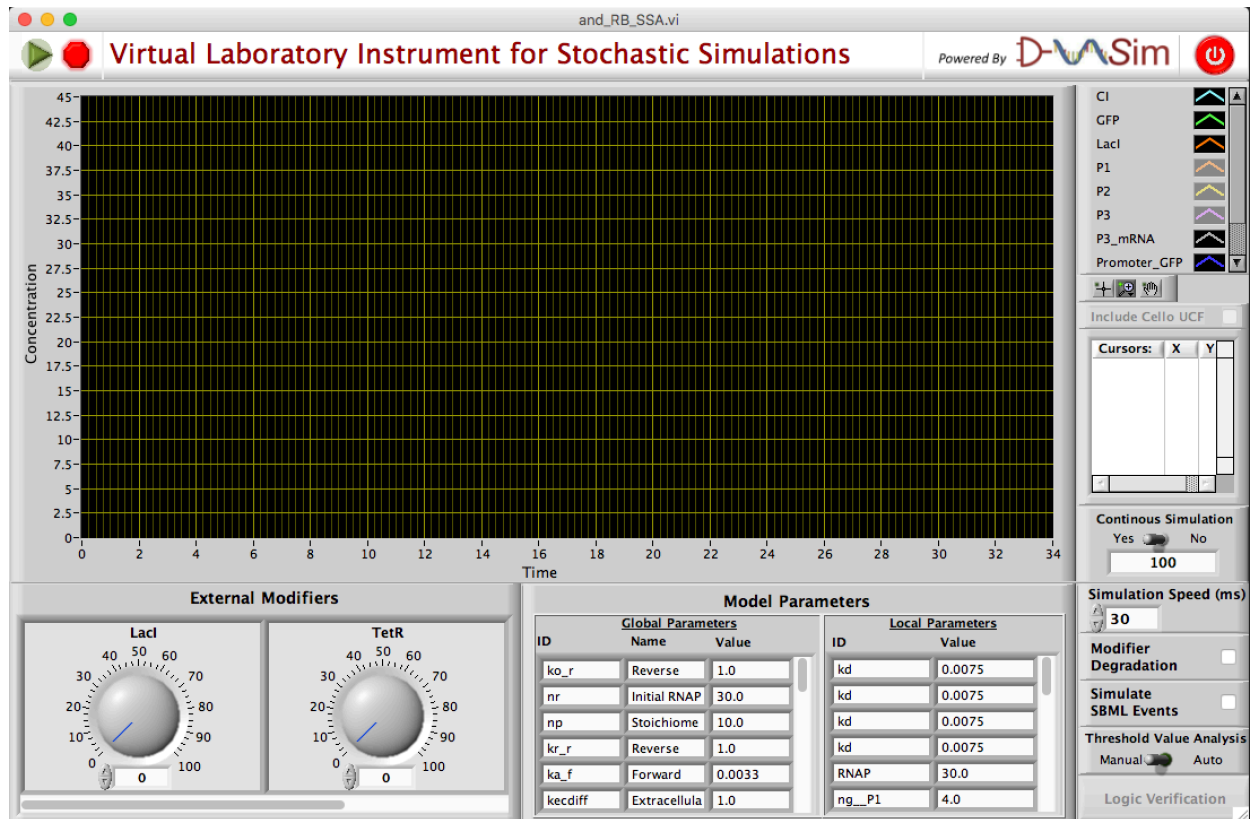 and_RB_SSA.vi
Virtual Laboratory Instrument for Stochastic Simulations
Powered By D-VASim
45
42.5
40
37.5
35
32.5
30
27.5
25
22.5
20
17.5
15
12.5
10
7.5
5
2.5
0
Concentration
0 2 4 6 8 10 12 14 16 18 20 22 24 26 28 30 32 34
Time
CI
GFP
LacI
P1
P2
P3
P3_mRNA
Promoter_GFP
Include Cello UCF
Cursors: X Y
Continous Simulation
Yes No
100
External Modifiers
LacI
0 10 20 30 40 50 60 70 80 90 100
0
TetR
0 10 20 30 40 50 60 70 80 90 100
0
Model Parameters
Global Parameters
ID Name Value
ko_r Reverse 1.0
nr Initial RNAP 30.0
np Stoichiome 10.0
kr_r Reverse 1.0
ka_f Forward 0.0033
kecdiff Extracellula 1.0
Local Parameters
ID Value
kd 0.0075
kd 0.0075
kd 0.0075
kd 0.0075
RNAP 30.0
ng__P1 4.0
Simulation Speed (ms)
30
Modifier
Degradation
Simulate
SBML Events
Threshold Value Analysis
Manual Auto
Logic Verification